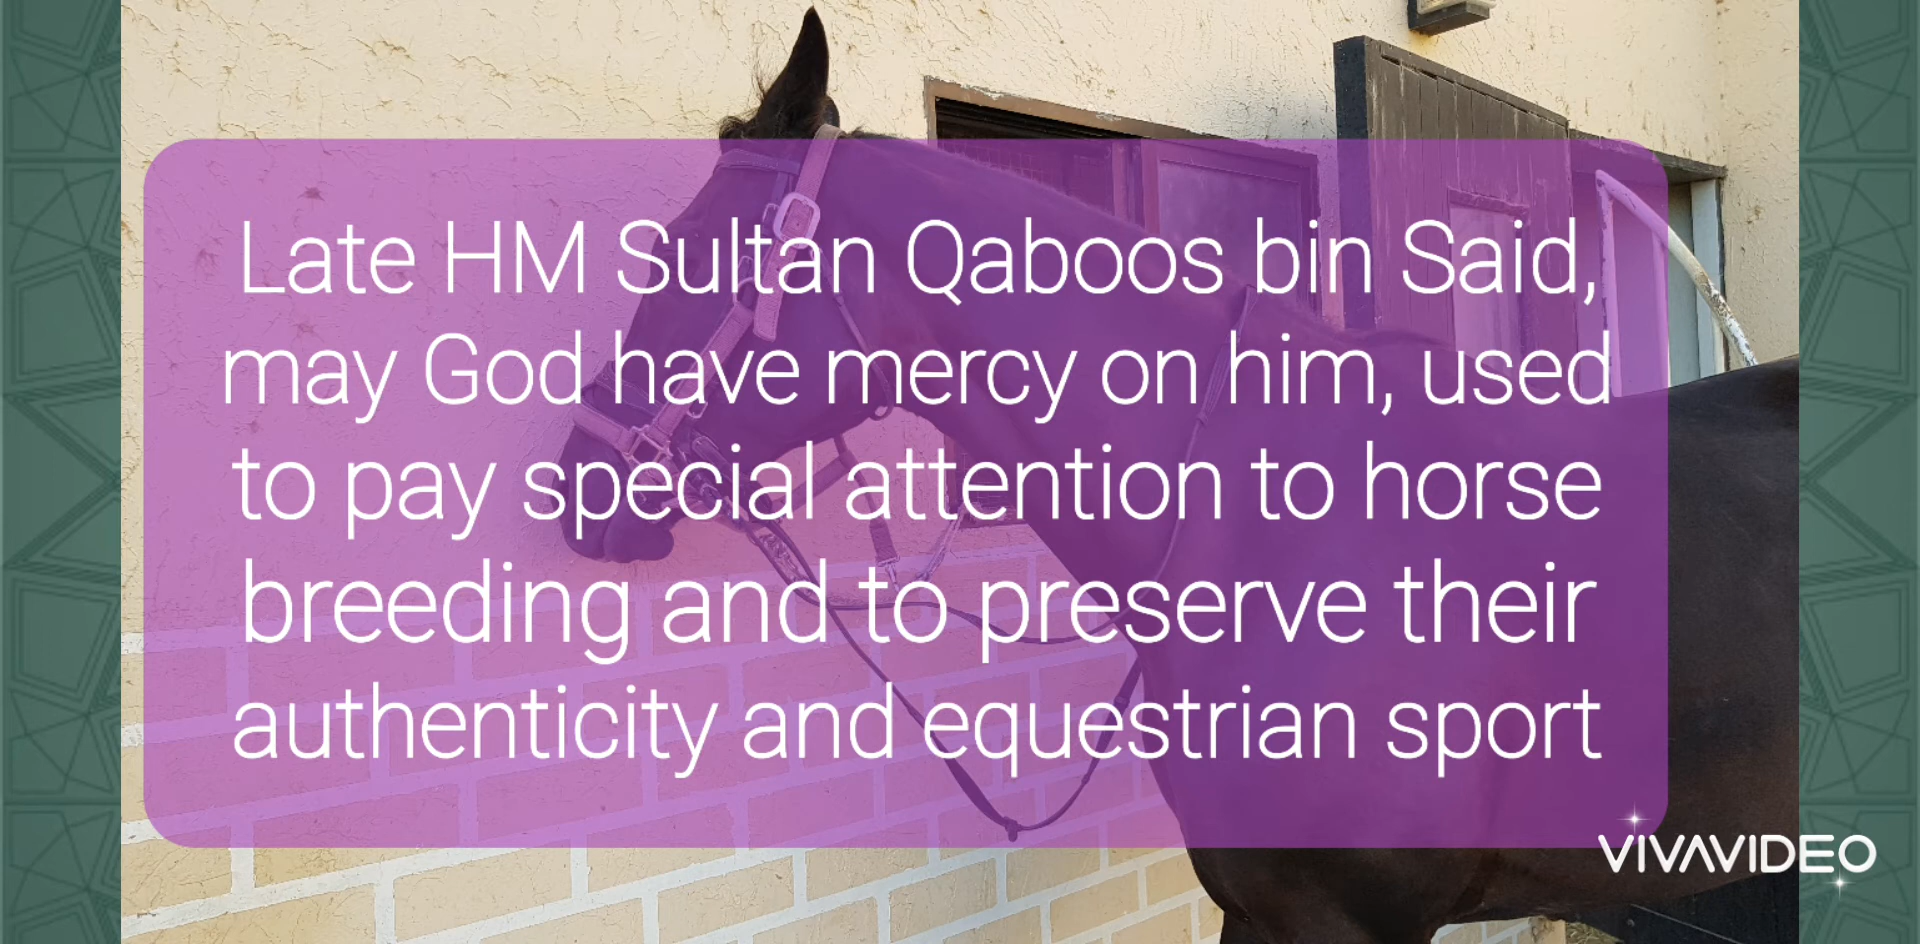 Late HM Sultan Qaboos bin Said,
may God have mercy on him, used
to pay special attention to horse
breeding and to preserve their
authenticity and equestrian sport
VIVAVIDEO